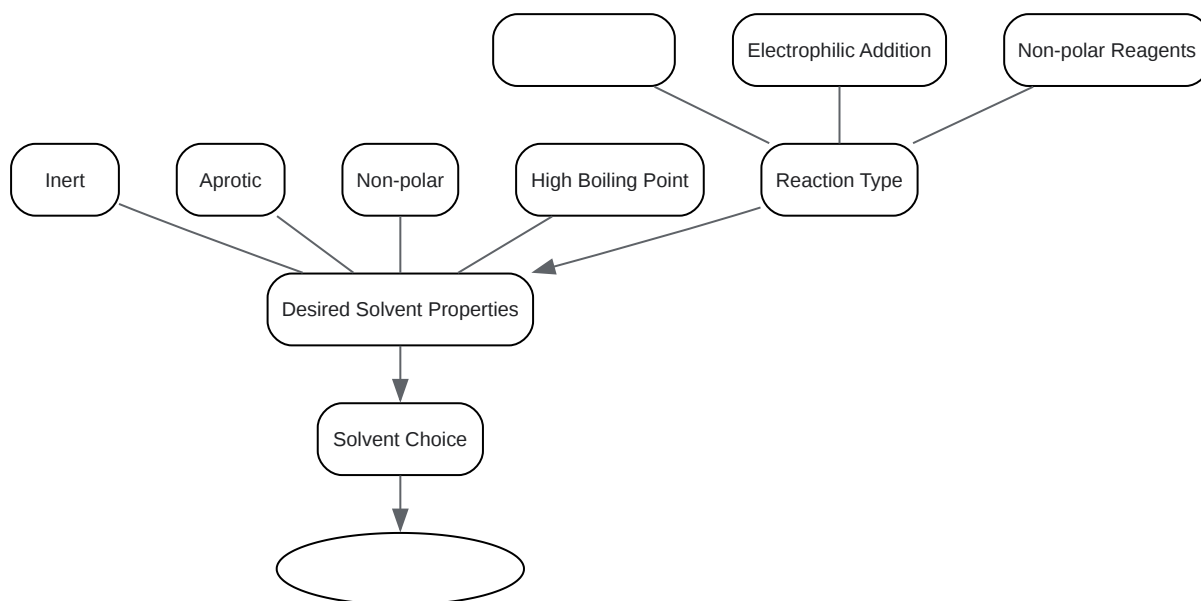 Electrophilic Addition
Non-polar Reagents
Inert
Aprotic
Non-polar
High Boiling Point
Reaction Type
Desired Solvent Properties
Solvent Choice